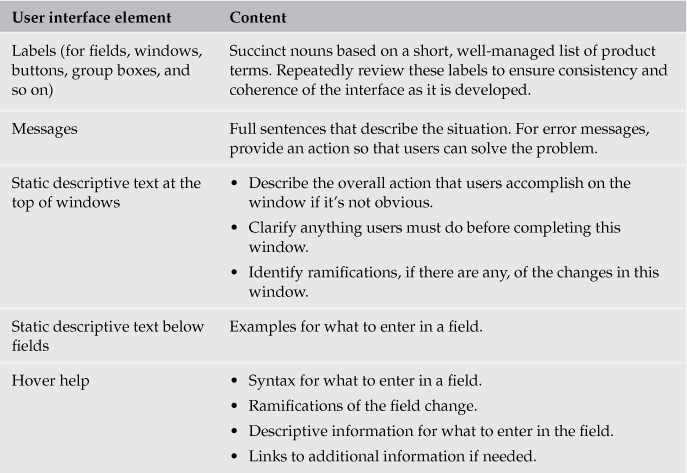 User interface element Content
Labels (for fields, windows, Succinct nouns based on a short, well-managed list of product
buttons, group boxes, and terms. Repeatedly review these labels to ensure consistency and
so on) coherence of the interface as it is developed.
Messages Full sentences that describe the situation. For error messages,
provide an action so that users can solve the problem.
Static descriptive text at the • Describe the overall action that users accomplish on the
top of windows window if it's not obvious.
• Clarify anything users must do before completing this
window.
• Identify ramifications, if there are any, of the changes in this
window.
Static descriptive text below Examples for what to enter in a field.
fields
Hover help • Syntax for what to enter in a field.
• Ramifications of the field change.
• Descriptive information for what to enter in the field.
• Links to additional information if needed.